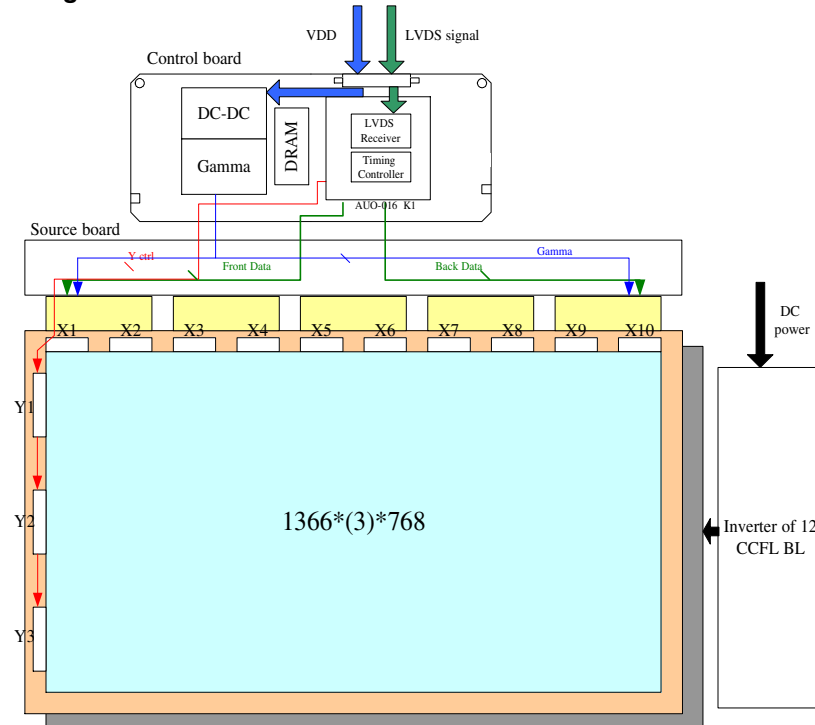 VDD
LVDS signal
Control board
DC-DC
Gamma
DRAM
LVDS
Receiver
Timing
Controller
AUO-016 K1
Source board
Y ctrl
Front Data
Back Data
Gamma
X1 X2 X3 X4 X5 X6 X7 X8 X9 X10
DC
power
Y1
Y2
1366*(3)*768
Inverter of 12
CCFL BL
Y3